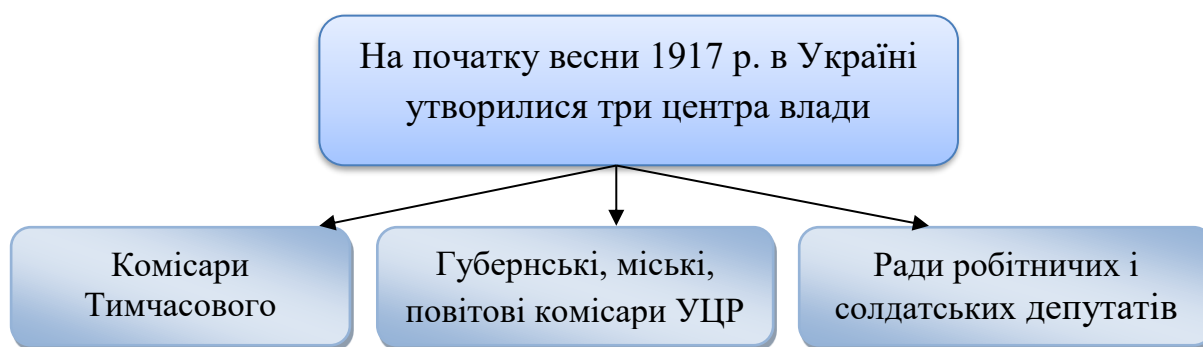 На початку весни 1917 р. в Україні
утворилися три центра влади
Комісари
Тимчасового
Губернські, міські,
повітові комісари УЦР
Ради робітничих і
солдатських депутатів